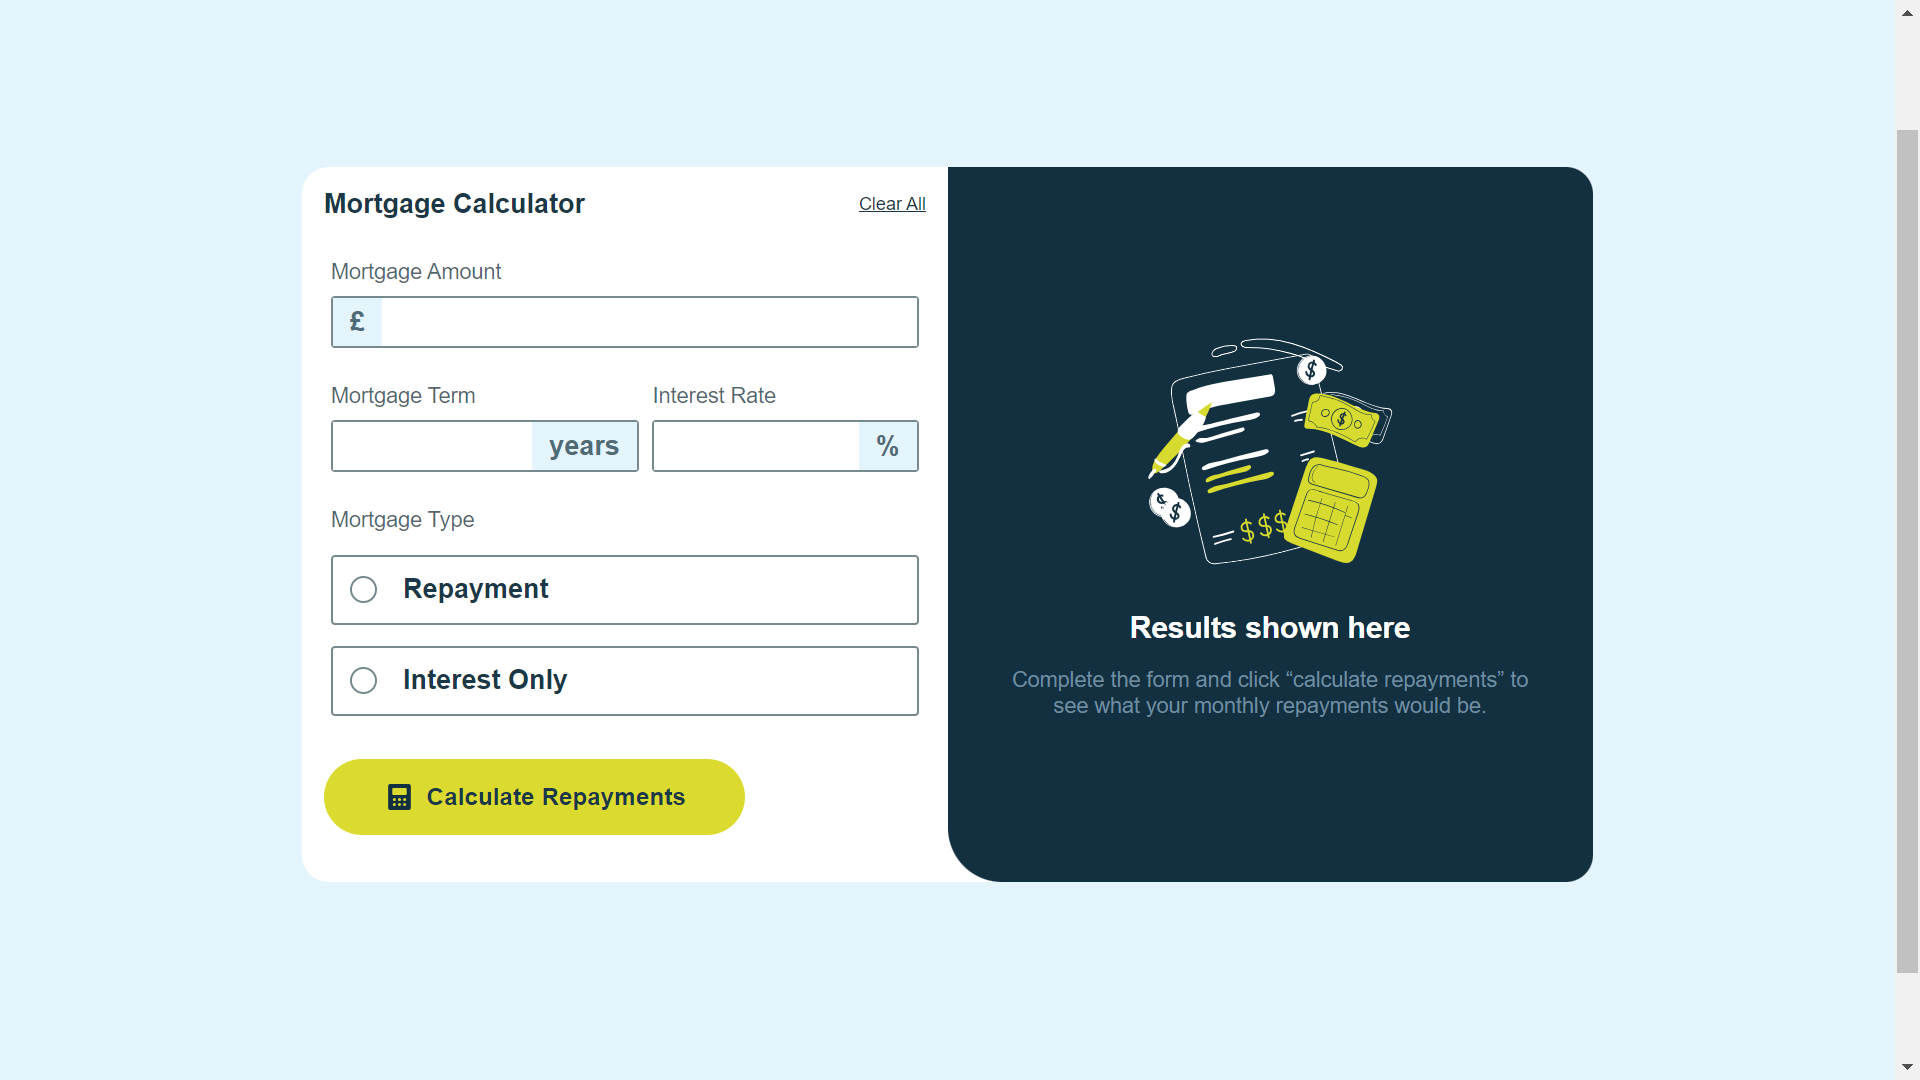 Mortgage Calculator
Clear All
Mortgage Amount
£
Mortgage Term
years
Interest Rate
%
Mortgage Type
Repayment
Interest Only
Calculate Repayments
$
$
$
$
$$$
Results shown here
Complete the form and click “calculate repayments” to
see what your monthly repayments would be.